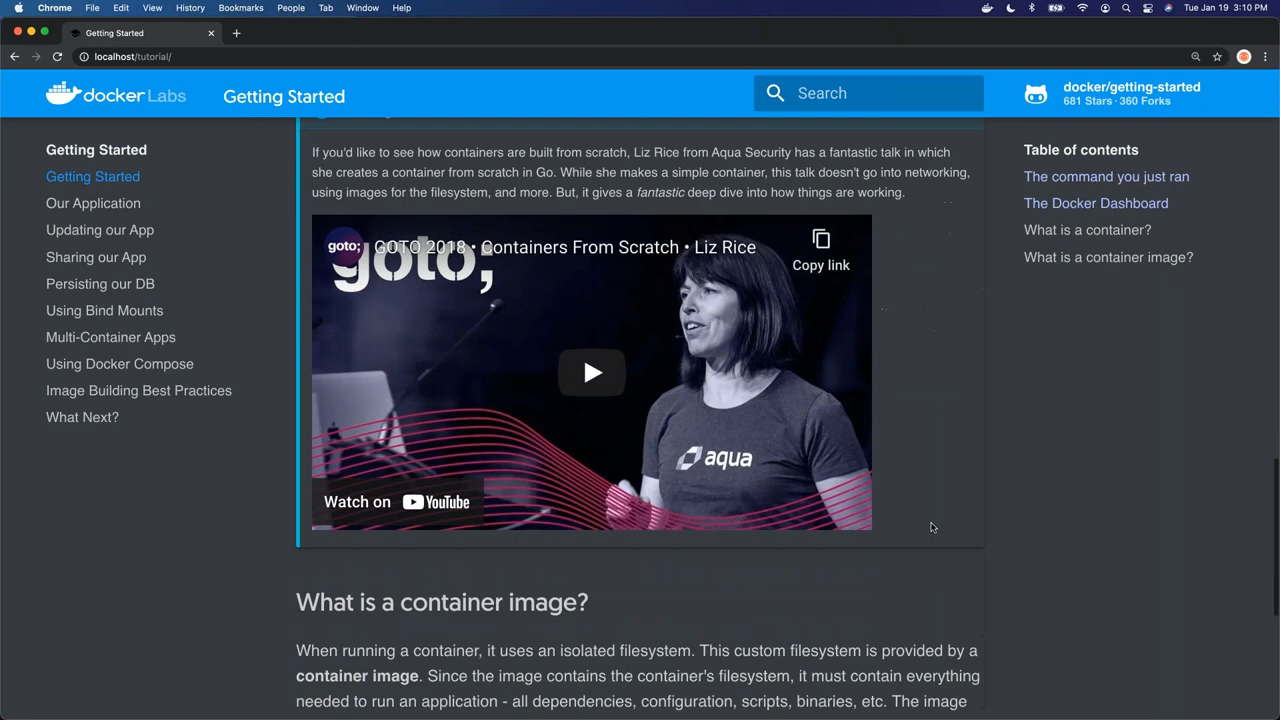 Chrome File Edit View History Bookmarks People Tab Window Help Tue Jan 19 3:10 PM
Getting Started
localhost/tutorial/
docker Labs Getting Started Search docker/getting-started
681 Stars · 360 Forks
Getting Started
Getting Started
Our Application
Updating our App
Sharing our App
Persisting our DB
Using Bind Mounts
Multi-Container Apps
Using Docker Compose
Image Building Best Practices
What Next?
If you'd like to see how containers are built from scratch, Liz Rice from Aqua Security has a fantastic talk in which
she creates a container from scratch in Go. While she makes a simple container, this talk doesn't go into networking,
using images for the filesystem, and more. But, it gives a fantastic deep dive into how things are working.
goto; GOTO 2018 • Containers From Scratch • Liz Rice
Copy link
goto;
aqua
Watch on YouTube
What is a container image?
When running a container, it uses an isolated filesystem. This custom filesystem is provided by a
container image. Since the image contains the container's filesystem, it must contain everything
needed to run an application - all dependencies, configuration, scripts, binaries, etc. The image
Table of contents
The command you just ran
The Docker Dashboard
What is a container?
What is a container image?